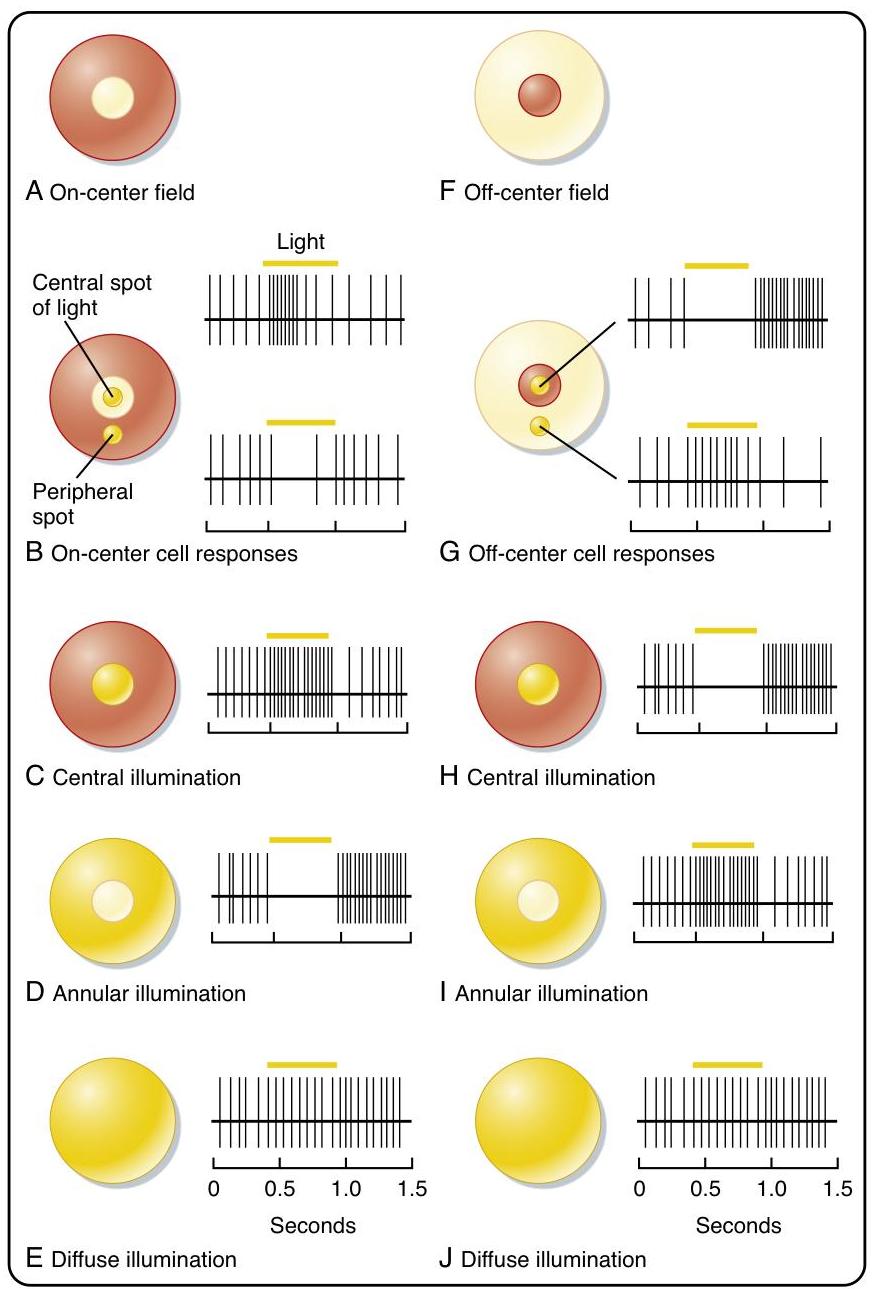 A On-center field
F Off-center field
Light
Central spot
of light
Peripheral
spot
B On-center cell responses
G Off-center cell responses
C Central illumination
H Central illumination
D Annular illumination
I Annular illumination
0 0.5 1.0 1.5
Seconds
0 0.5 1.0 1.5
Seconds
E Diffuse illumination
J Diffuse illumination